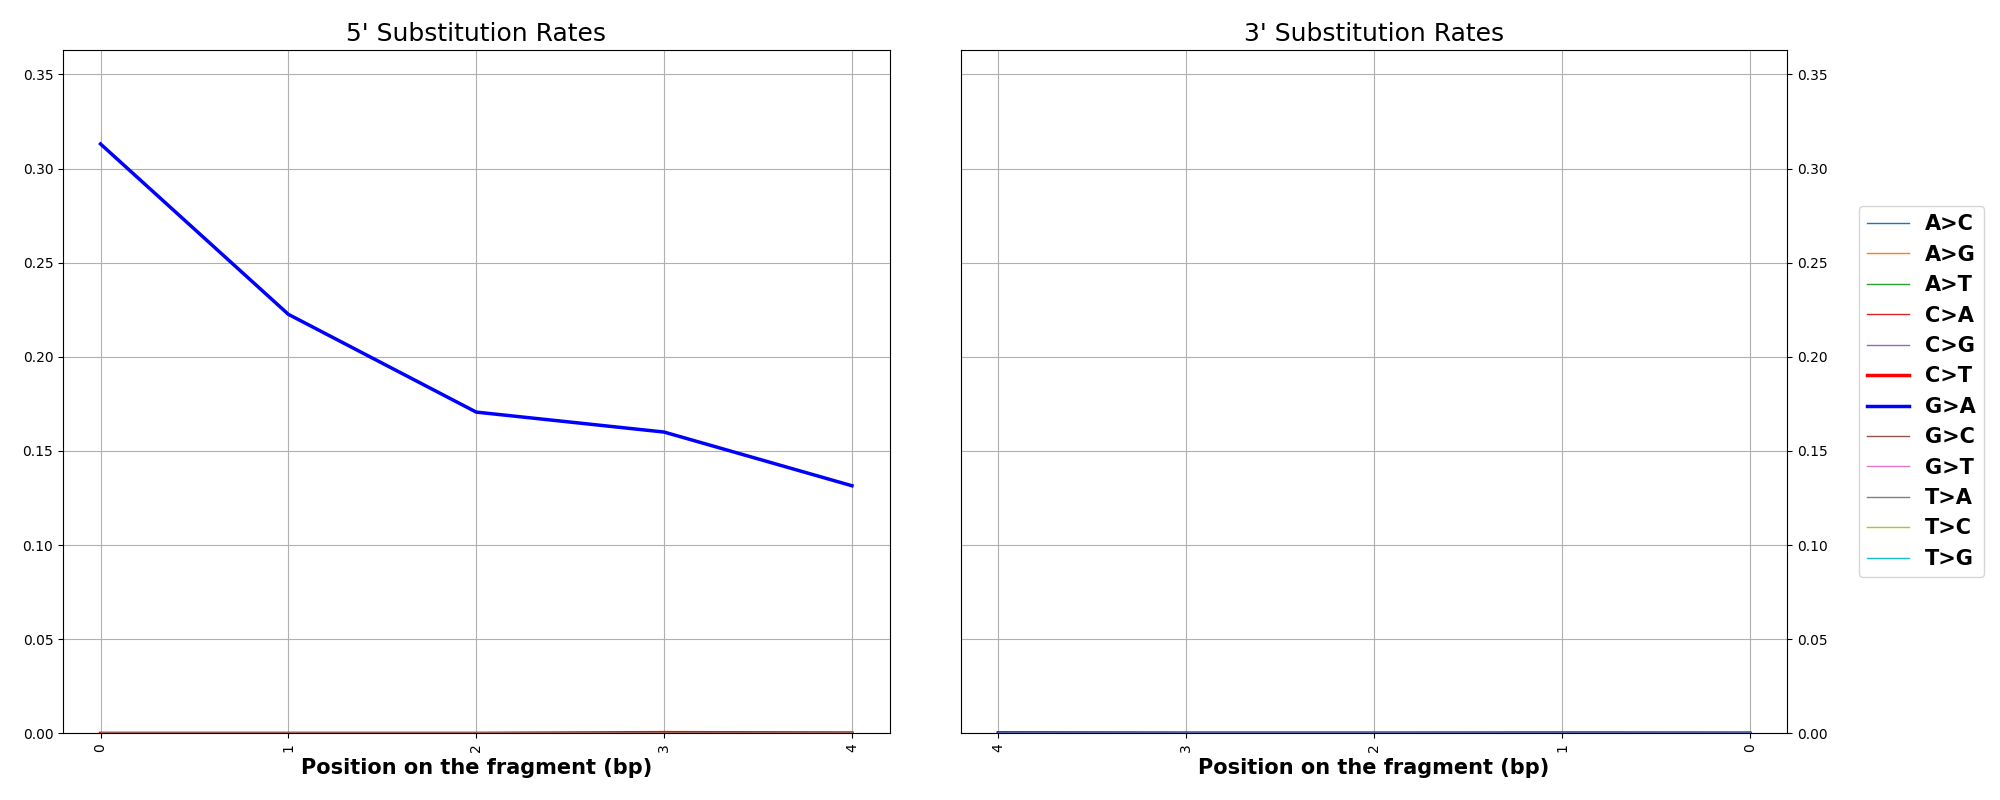 5' Substitution Rates
0.35
0.30
0.25
0.20
0.15
0.10
0.05
0.00
0 1 2 3 4
Position on the fragment (bp)
3' Substitution Rates
0.35
0.30
0.25
0.20
0.15
0.10
0.05
0.00
4 3 2 1 0
Position on the fragment (bp)
A>C
A>G
A>T
C>A
C>G
C>T
G>A
G>C
G>T
T>A
T>C
T>G